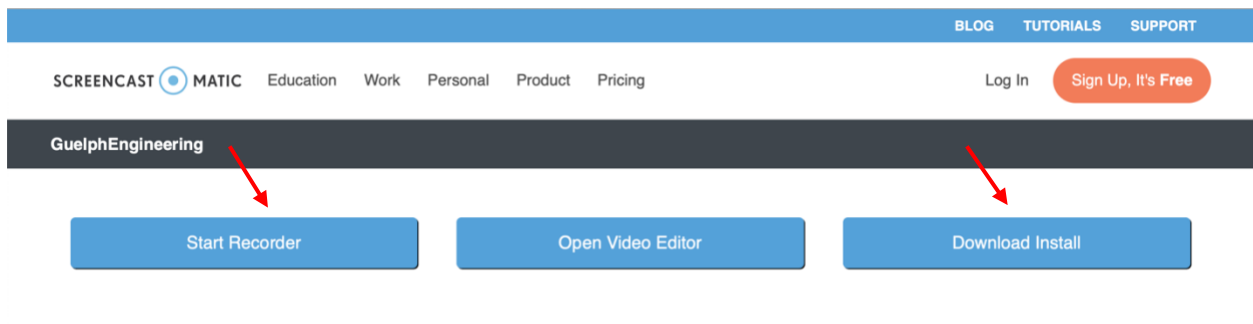 BLOG TUTORIALS SUPPORT
SCREENCAST MATIC Education Work Personal Product Pricing Log In Sign Up, It's Free
GuelphEngineering
Start Recorder Open Video Editor Download Install